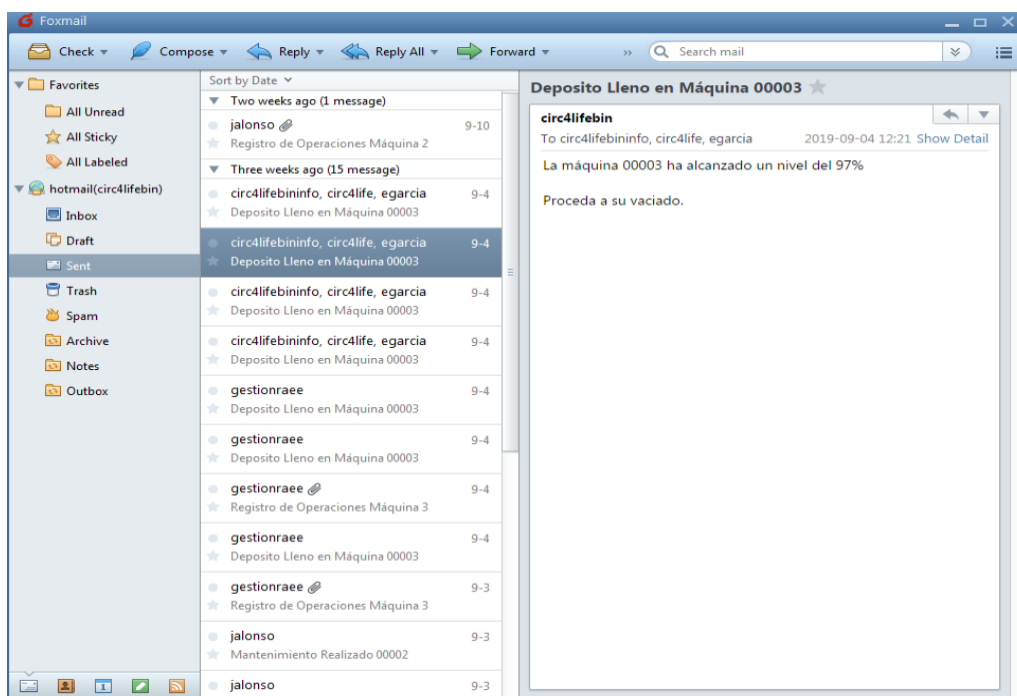 Foxmail
Check
Compose
Reply
Reply All
Forward
»
Search mail
Favorites
All Unread
All Sticky
All Labeled
hotmail(circ4lifebin)
Inbox
Draft
Sent
Trash
Spam
Archive
Notes
Outbox
Sort by Date
Two weeks ago (1 message)
jalonso 9-10
Registro de Operaciones Máquina 2
Three weeks ago (15 message)
circ4lifebininfo, circ4life, egarcia 9-4
Deposito Lleno en Máquina 00003
circ4lifebininfo, circ4life, egarcia 9-4
Deposito Lleno en Máquina 00003
circ4lifebininfo, circ4life, egarcia 9-4
Deposito Lleno en Máquina 00003
circ4lifebininfo, circ4life, egarcia 9-4
Deposito Lleno en Máquina 00003
gestionraee 9-4
Deposito Lleno en Máquina 00003
gestionraee 9-4
Deposito Lleno en Máquina 00003
gestionraee 9-4
Registro de Operaciones Máquina 3
gestionraee 9-4
Deposito Lleno en Máquina 00003
gestionraee 9-3
Registro de Operaciones Máquina 3
jalonso 9-3
Mantenimiento Realizado 00002
jalonso 9-3
Deposito Lleno en Máquina 00003
circ4lifebin
To circ4lifebininfo, circ4life, egarcia 2019-09-04 12:21 Show Detail
La máquina 00003 ha alcanzado un nivel del 97%
Proceda a su vaciado.